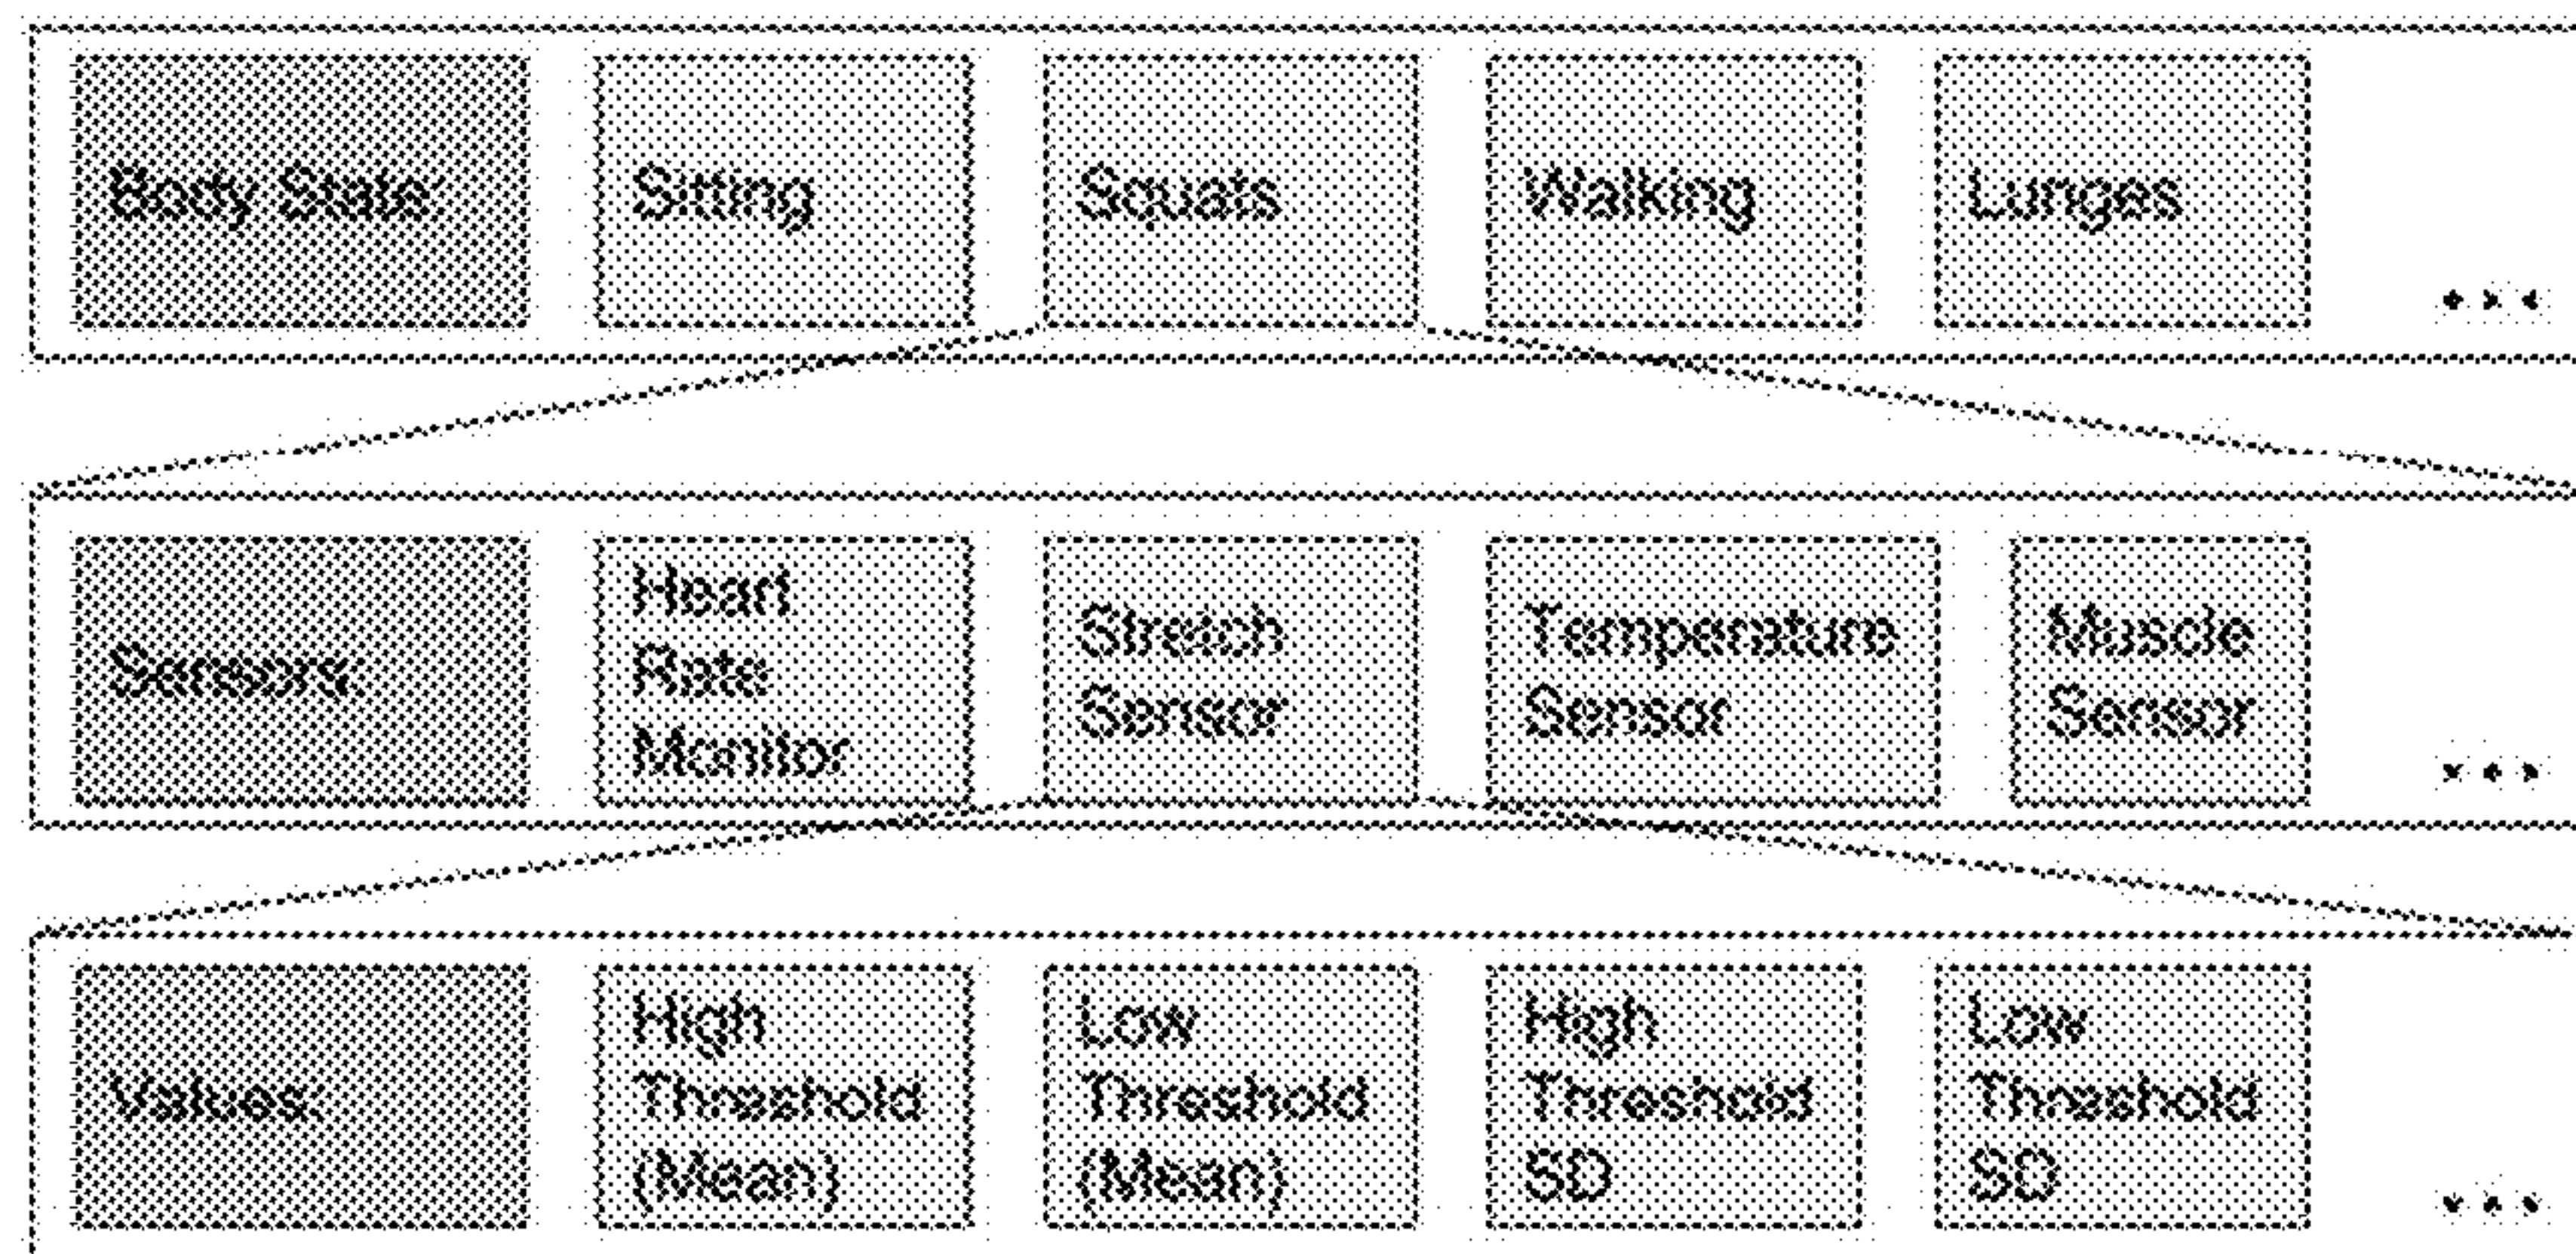 Body State:
Sitting
Squats
Walking
Lunges
...
Sensors:
Heart
Rate
Monitor
Stretch
Sensor
Temperature
Sensor
Muscle
Sensor
...
Values:
High
Threshold
(Mean)
Low
Threshold
(Mean)
High
Threshold
SD
Low
Threshold
SD
...